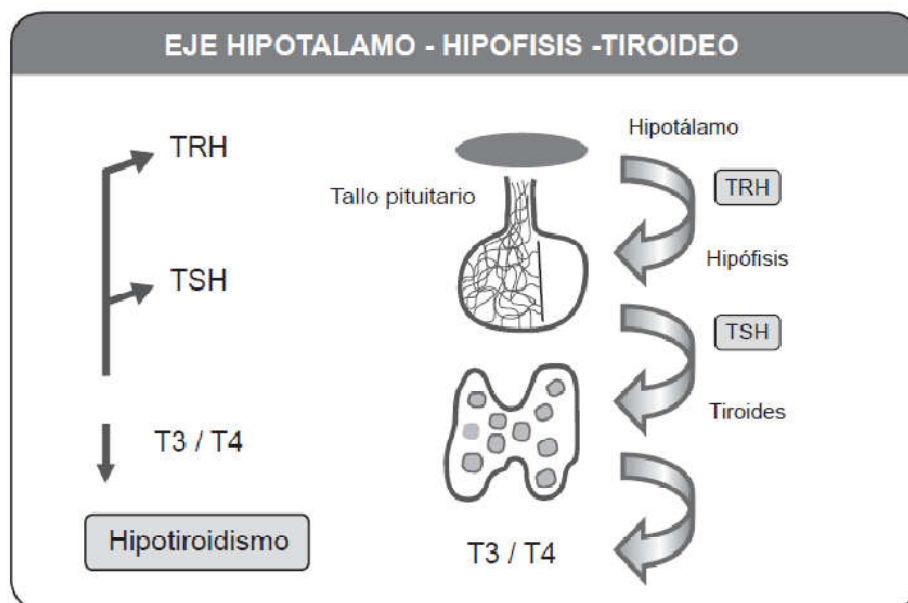 EJE HIPOTALAMO - HIPOFISIS -TIROIDEO
TRH
TSH
T3 / T4
Hipotiroidismo
Hipotálamo
Tallo pituitario
TRH
Hipófisis
TSH
Tiroides
T3 / T4